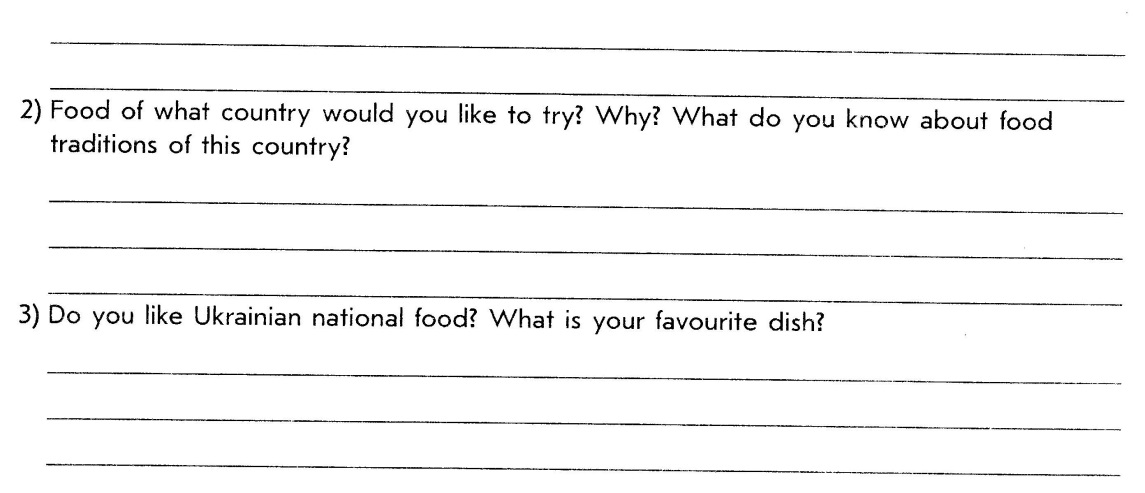 2) Food of what country would you like to try? Why? What do you know about food
traditions of this country?
3) Do you like Ukrainian national food? What is your favourite dish?